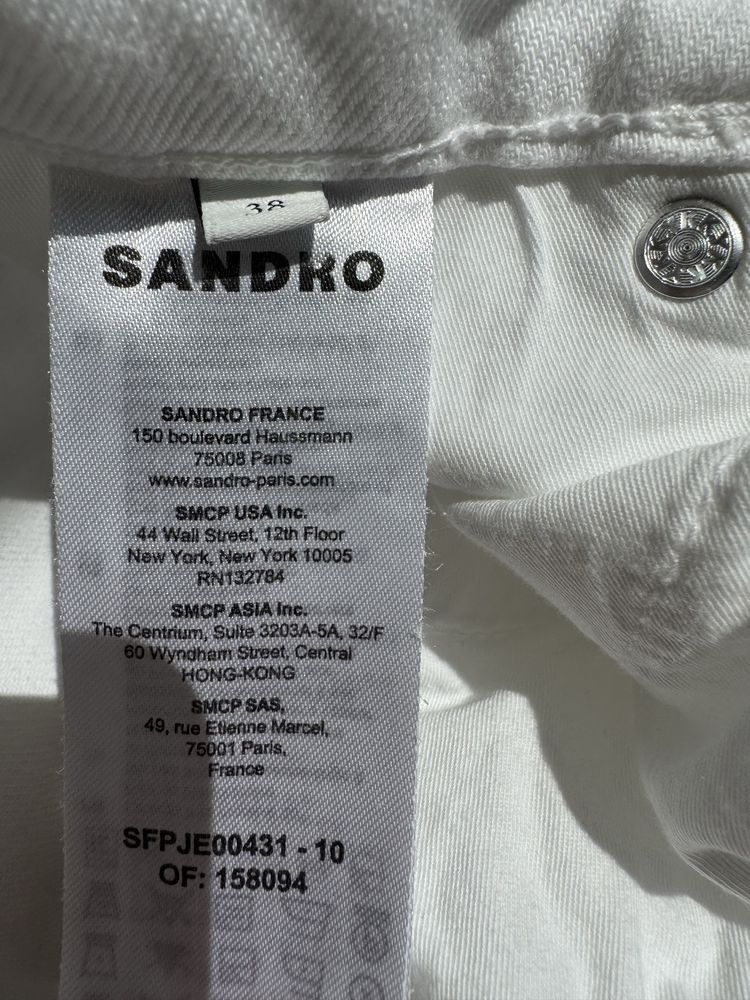 38
SANDRO
SANDRO FRANCE
150 boulevard Haussmann
75008 Paris
www.sandro-paris.com
SMCP USA Inc.
44 Wall Street, 12th Floor
New York, New York 10005
RN132784
SMCP ASIA Inc.
The Centrium, Suite 3203A-5A, 32/F
60 Wyndham Street, Central
HONG-KONG
SMCP SAS,
49, rue Etienne Marcel,
75001 Paris,
France
SFPJE00431 - 10
OF: 158094